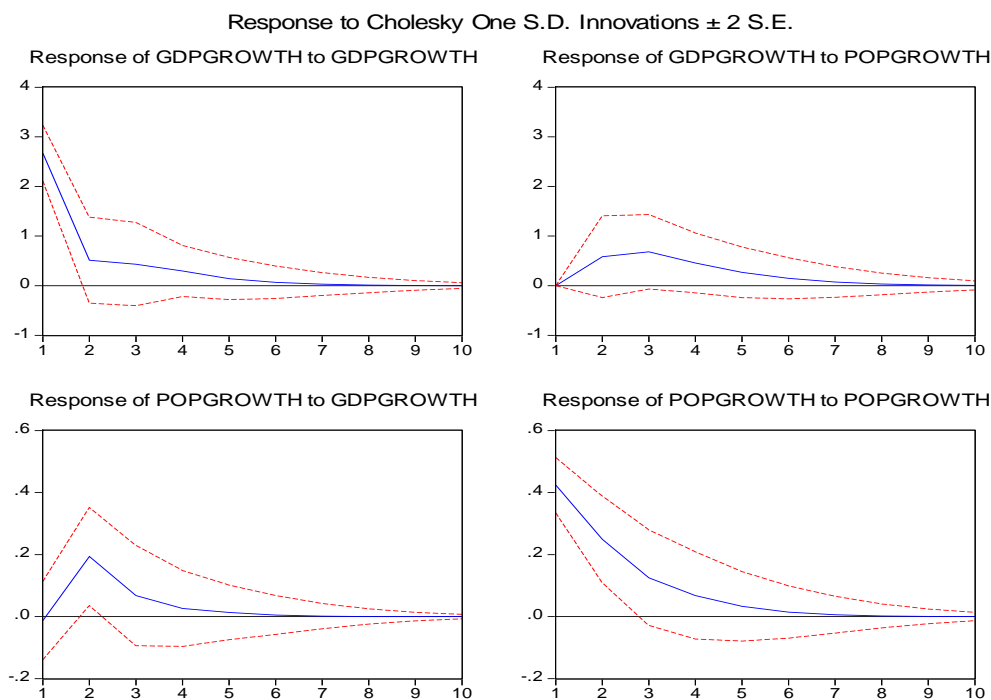 Response to Cholesky One S.D. Innovations ± 2 S.E.
Response of GDPGROWTH to GDPGROWTH
4
3
2
1
0
-1
1 2 3 4 5 6 7 8 9 10
Response of GDPGROWTH to POPGROWTH
4
3
2
1
0
-1
1 2 3 4 5 6 7 8 9 10
Response of POPGROWTH to GDPGROWTH
.6
.4
.2
.0
-.2
1 2 3 4 5 6 7 8 9 10
Response of POPGROWTH to POPGROWTH
.6
.4
.2
.0
-.2
1 2 3 4 5 6 7 8 9 10